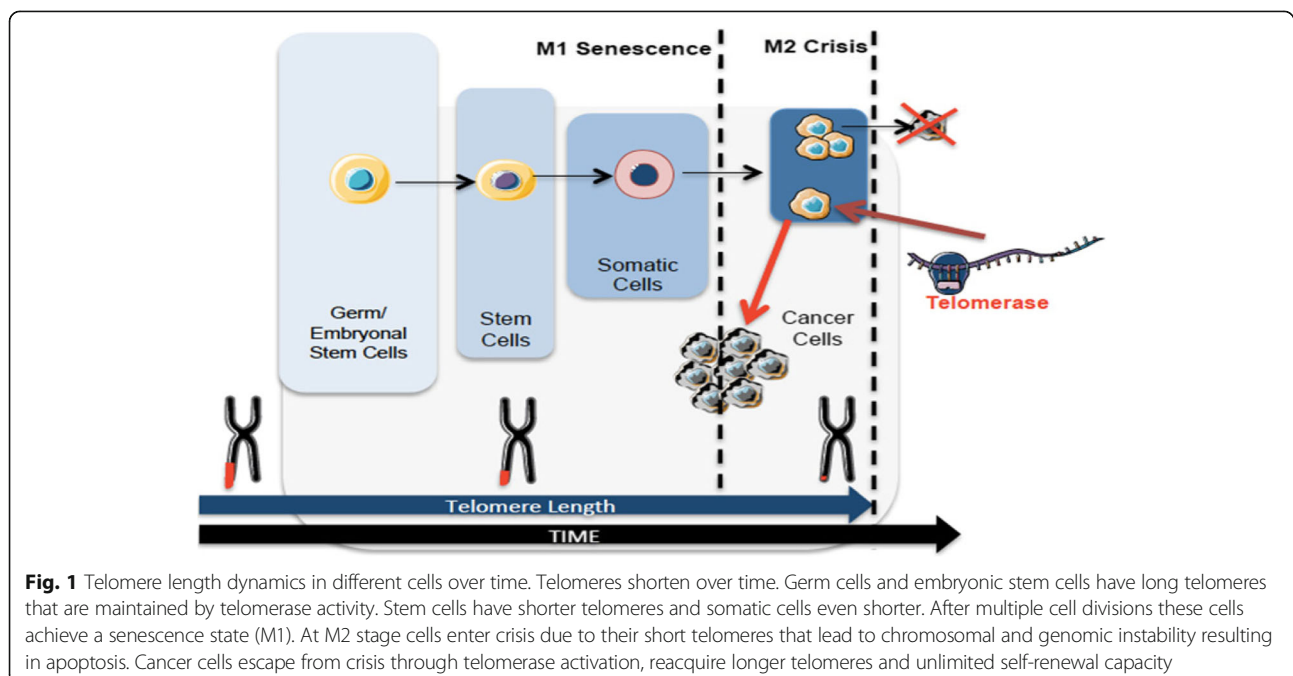 M1 Senescence
M2 Crisis
Germ/
Embryonal
Stem Cells
Stem
Cells
Somatic
Cells
Cancer
Cells
Telomerase
Telomere Length
TIME
Fig. 1 Telomere length dynamics in different cells over time. Telomeres shorten over time. Germ cells and embryonic stem cells have long telomeres
that are maintained by telomerase activity. Stem cells have shorter telomeres and somatic cells even shorter. After multiple cell divisions these cells
achieve a senescence state (M1). At M2 stage cells enter crisis due to their short telomeres that lead to chromosomal and genomic instability resulting
in apoptosis. Cancer cells escape from crisis through telomerase activation, reacquire longer telomeres and unlimited self-renewal capacity